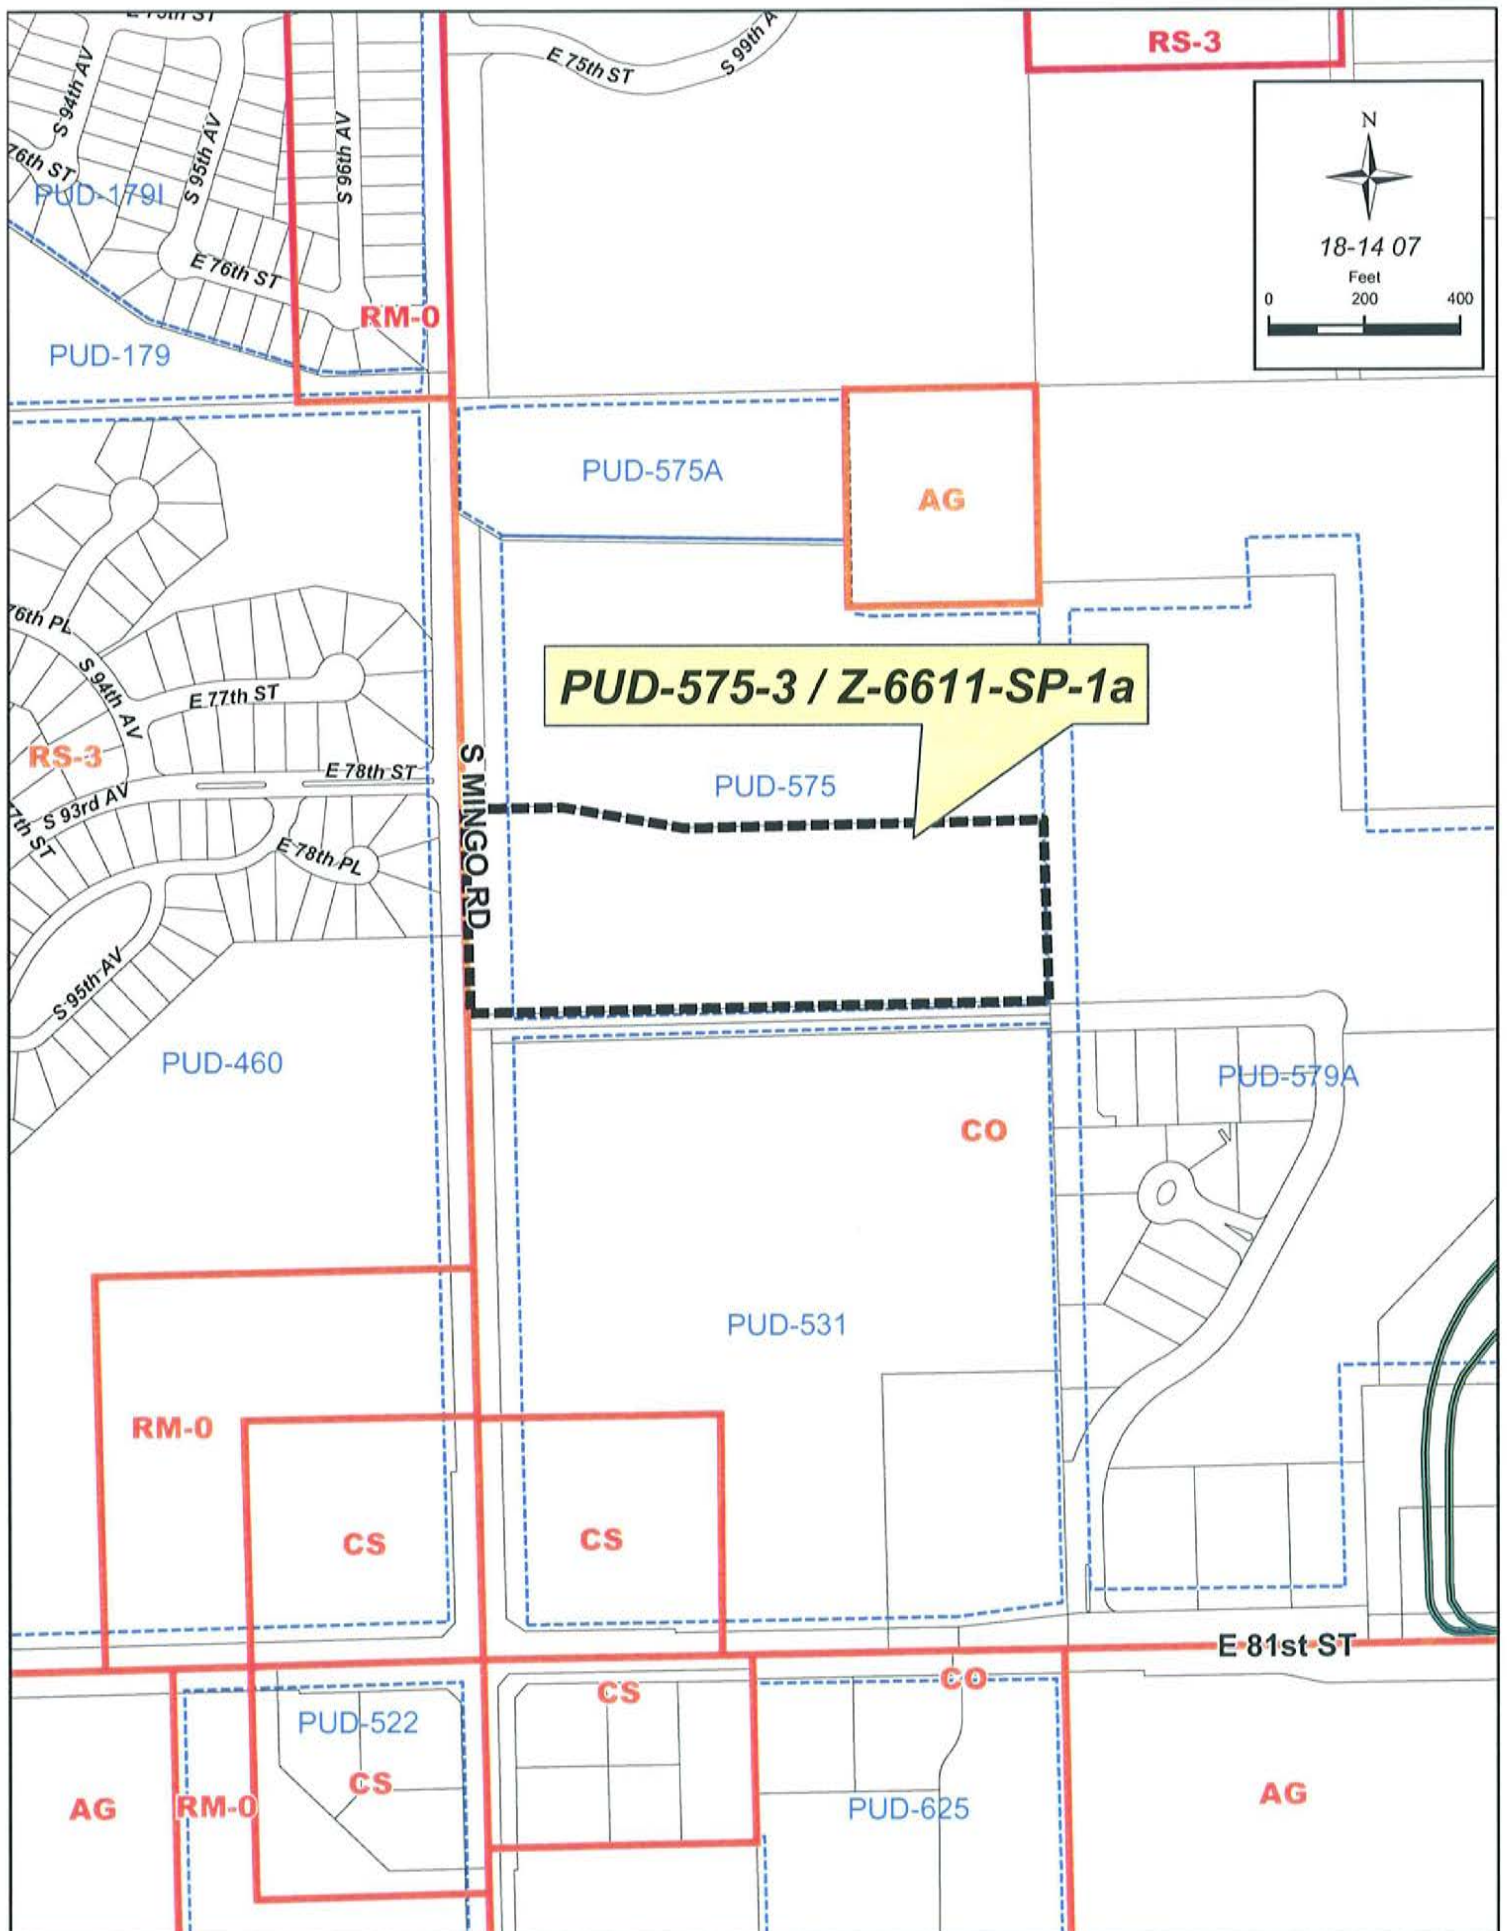 E 75th ST
S 94th AV
S 95th AV
S 96th AV
E 75th ST
RS-3
76th ST
PUD-179I
E 76th ST
RM-0
PUD-179
N
18-14 07
Feet
0 200 400
PUD-575A
AG
76th PL
S 94th AV
E 77th ST
RS-3
E 78th ST
S 93rd AV
E 78th PL
S 95th AV
S MINGO RD
PUD-575-3 / Z-6611-SP-1a
PUD-575
PUD-460
CO
PUD-579A
PUD-531
RM-0
CS
CS
E 81st ST
PUD-522
CS
CO
CS
AG
RM-0
PUD-625
AG